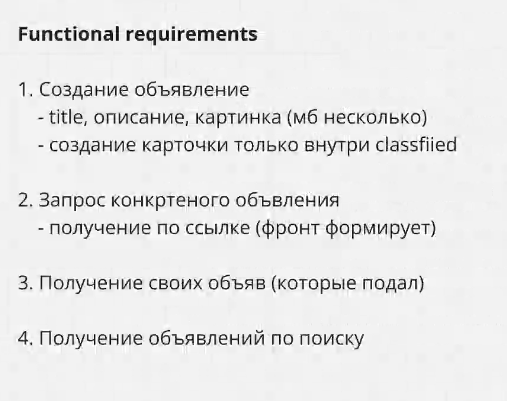 Functional requirements
1. Создание объявление
- title, описание, картинка (мб несколько)
- создание карточки только внутри classfiied
2. Запрос конкртеного объвления
- получение по ссылке (фронт формирует)
3. Получение своих объяв (которые подал)
4. Получение объявлений по поиску